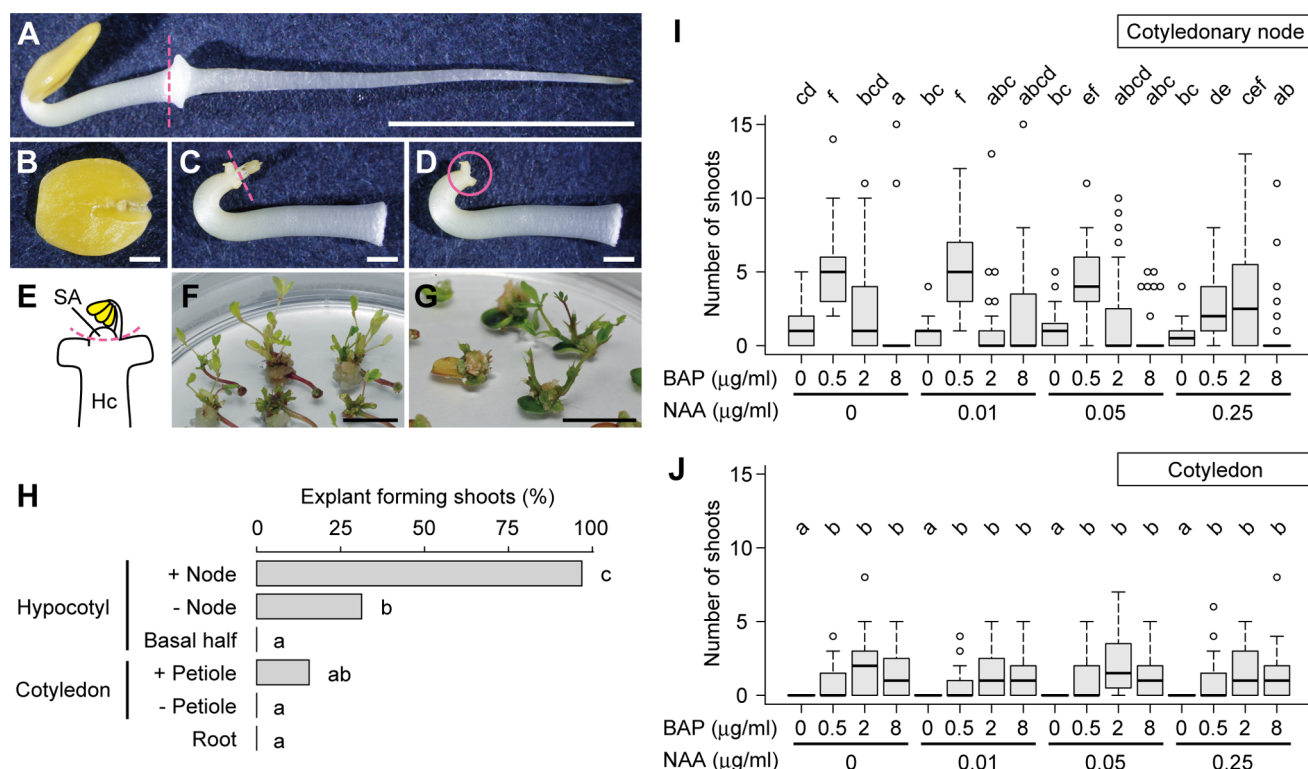 A
B
C
D
E
SA
Hc
F
G
H
Explant forming shoots (%)
0 25 50 75 100
Hypocotyl
+ Node c
- Node b
Basal half a
Cotyledon
+ Petiole ab
- Petiole a
Root a
I
Cotyledonary node
cd f bcd a bc f abc abcd bc ef abcd abc bc de cef ab
Number of shoots
15
10
5
0
BAP (μg/ml) 0 0.5 2 8 0 0.5 2 8 0 0.5 2 8 0 0.5 2 8
NAA (μg/ml) 0 0.01 0.05 0.25
J
Cotyledon
a b b b a b b b a b b b a b b b
Number of shoots
15
10
5
0
BAP (μg/ml) 0 0.5 2 8 0 0.5 2 8 0 0.5 2 8 0 0.5 2 8
NAA (μg/ml) 0 0.01 0.05 0.25